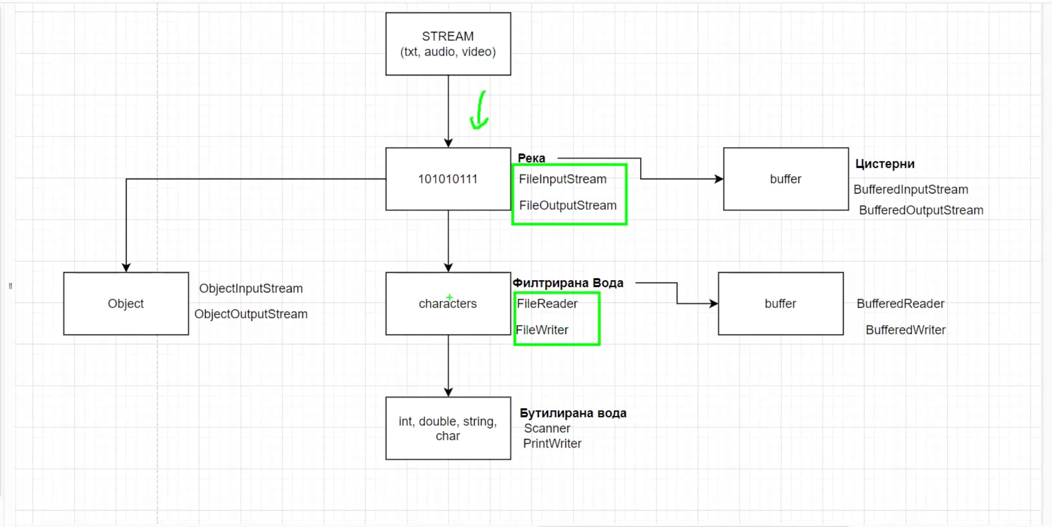 STREAM
(txt, audio, video)
101010111
Река
FileInputStream
FileOutputStream
buffer
Цистерни
BufferedInputStream
BufferedOutputStream
Object
ObjectInputStream
ObjectOutputStream
characters
Филтрирана Вода
FileReader
FileWriter
buffer
BufferedReader
BufferedWriter
int, double, string,
char
Бутилирана вода
Scanner
PrintWriter